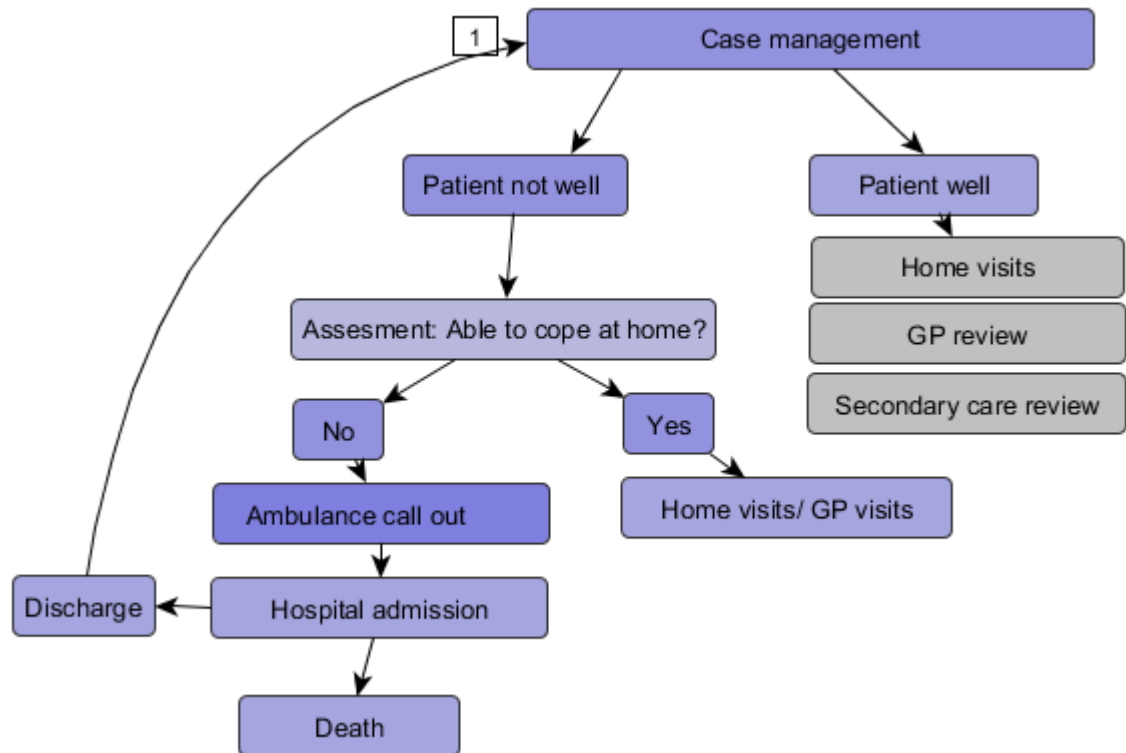 1
Case management
Patient not well
Patient well
Home visits
Assesment: Able to cope at home?
GP review
Secondary care review
No
Yes
Ambulance call out
Home visits/ GP visits
Discharge
Hospital admission
Death